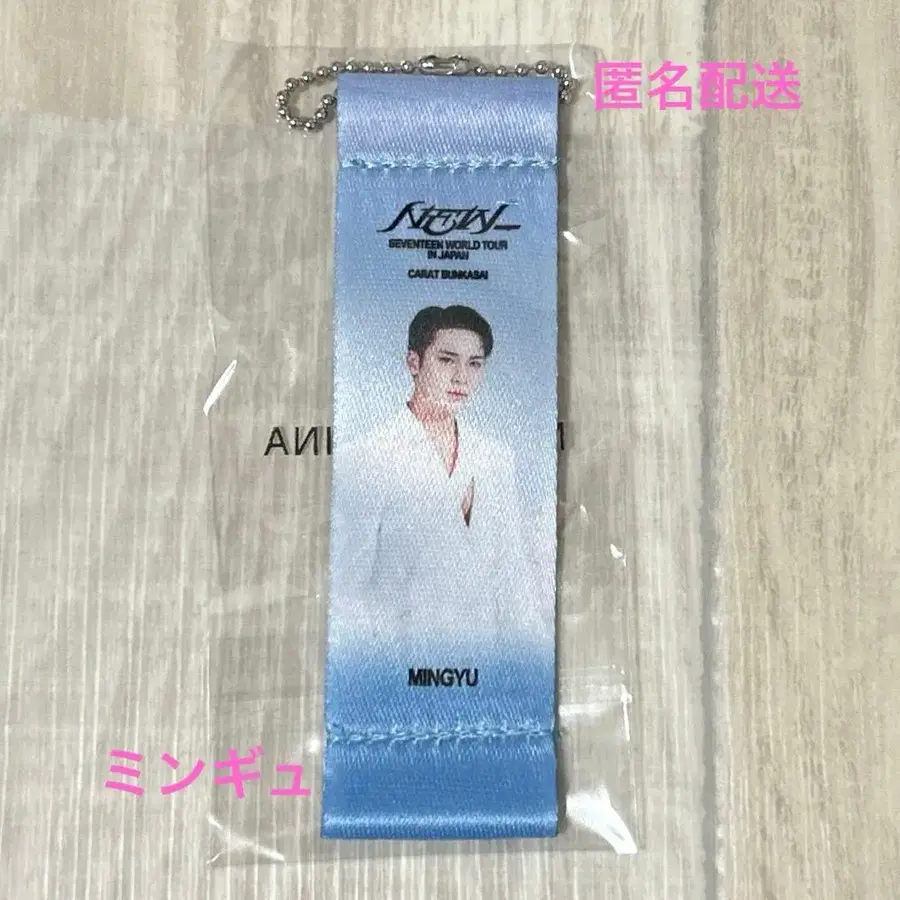 匿名配送
NEW_
SEVENTEEN WORLD TOUR
IN JAPAN
CARAT BUNKASAI
MINGYU
ミンギュ